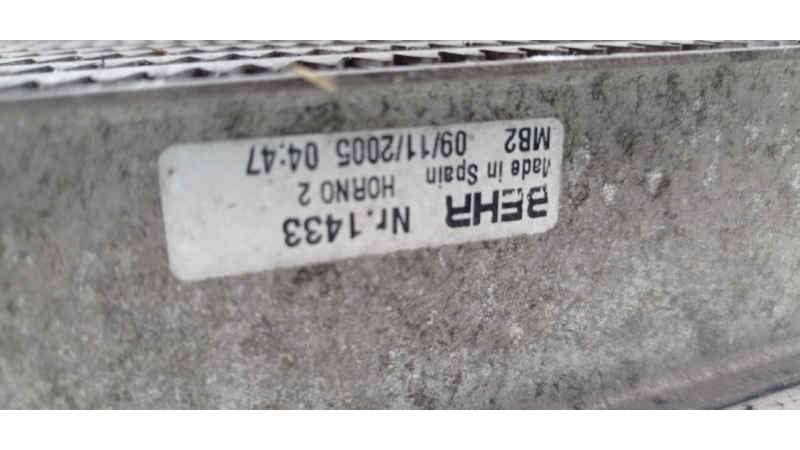 BEHR Nr.1433
Made in Spain HORNO 2
MB2 09/11/2005 04:47